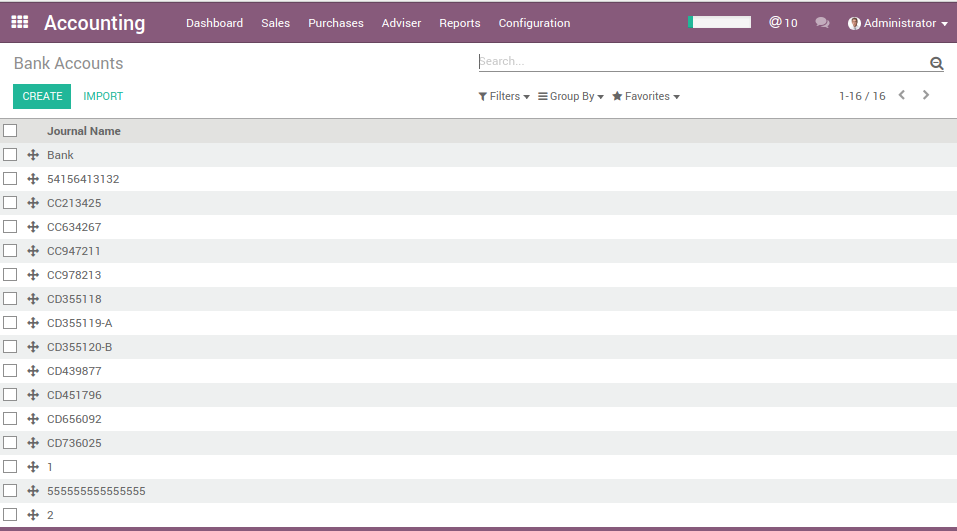 Accounting Dashboard Sales Purchases Adviser Reports Configuration @10 Administrator
Bank Accounts Search...
CREATE IMPORT Filters Group By Favorites 1-16 / 16
Journal Name
Bank
54156413132
CC213425
CC634267
CC947211
CC978213
CD355118
CD355119-A
CD355120-B
CD439877
CD451796
CD656092
CD736025
1
555555555555555
2